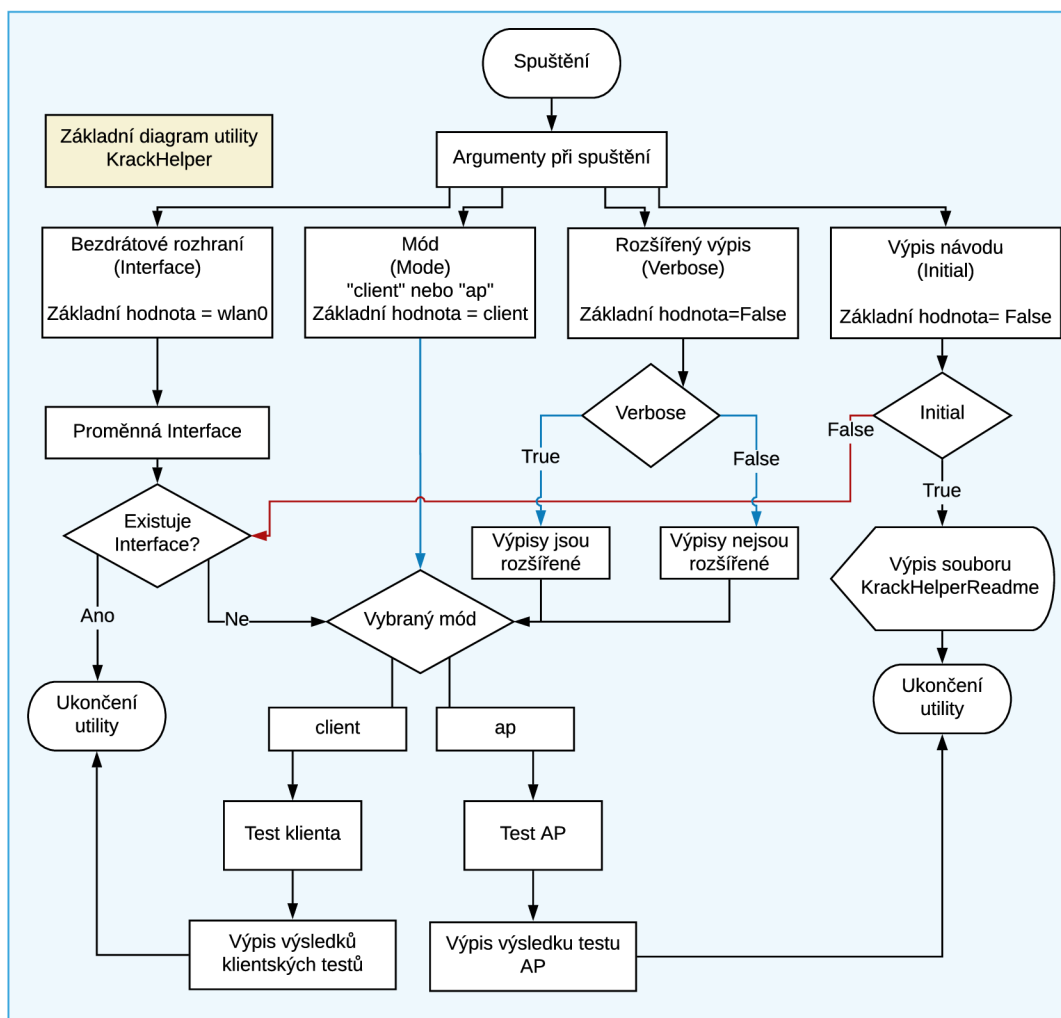 Spuštění
Základní diagram utility
KrackHelper
Argumenty při spuštění
Bezdrátové rozhraní
(Interface)
Základní hodnota = wlan0
Mód
(Mode)
"client" nebo "ap"
Základní hodnota = client
Rozšířený výpis
(Verbose)
Základní hodnota=False
Výpis návodu
(Initial)
Základní hodnota= False
Proměnná Interface
Verbose
Initial
True
False
False
True
Existuje
Interface?
Výpisy jsou
rozšířené
Výpisy nejsou
rozšířené
Výpis souboru
KrackHelperReadme
Ano
Ne
Vybraný mód
Ukončení
utility
Ukončení
utility
client
ap
Test klienta
Test AP
Výpis výsledků
klientských testů
Výpis výsledku testu
AP